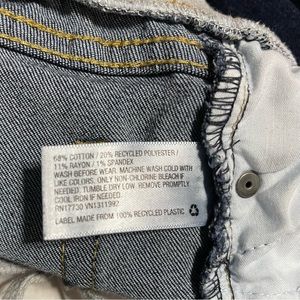 68% COTTON / 20% RECYCLED POLYESTER /
11% RAYON / 1% SPANDEX
WASH BEFORE WEAR. MACHINE WASH COLD WITH
LIKE COLORS. ONLY NON-CHLORINE BLEACH IF
NEEDED. TUMBLE DRY LOW. REMOVE PROMPTLY.
COOL IRON IF NEEDED.
RN17730 VN1311992
LABEL MADE FROM 100% RECYCLED PLASTIC